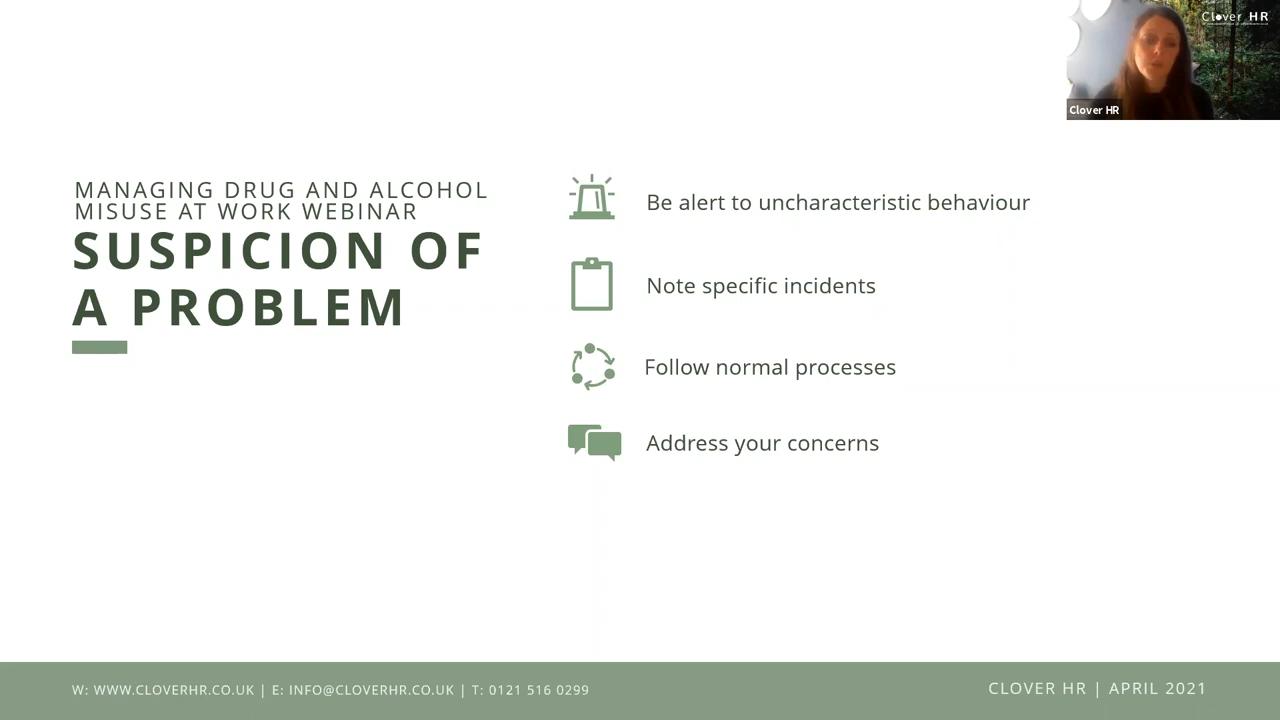 Clover HR
Clover HR
MANAGING DRUG AND ALCOHOL
MISUSE AT WORK WEBINAR
SUSPICION OF
A PROBLEM
Be alert to uncharacteristic behaviour
Note specific incidents
Follow normal processes
Address your concerns
W: WWW.CLOVERHR.CO.UK | E: INFO@CLOVERHR.CO.UK | T: 0121 516 0299
CLOVER HR | APRIL 2021